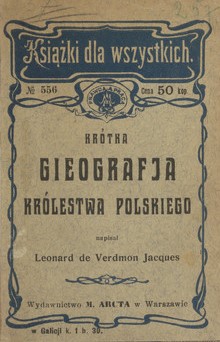 Książki dla wszystkich.
№ 556
Cena 50 kop.
KRÓTKA
GIEOGRAFJA
KRÓLESTWA POLSKIEGO
napisał
Leonard de Verdmon Jacques
Wydawnictwo M. ARCTA w Warszawie
w Galicji k. 1 h. 30.